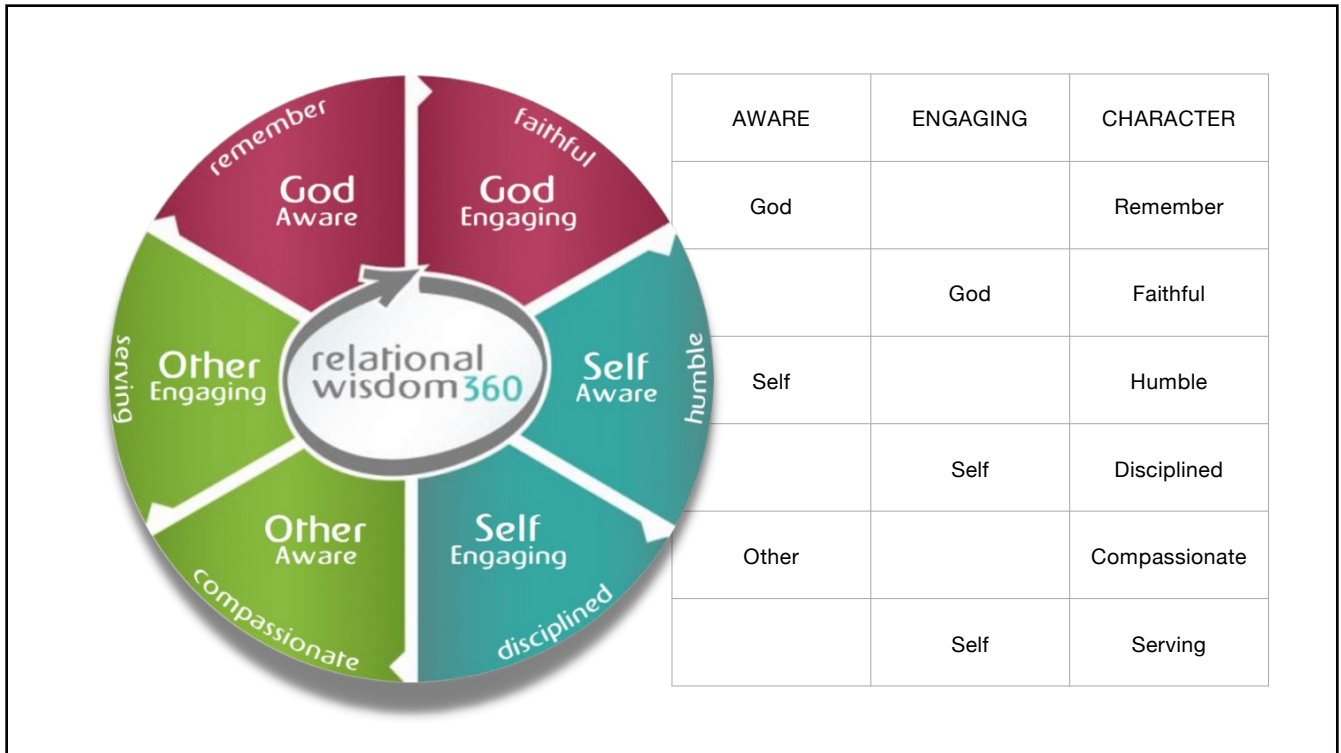 remember
God
Aware
faithful
God
Engaging
humble
Self
Aware
disciplined
Self
Engaging
compassionate
Other
Aware
serving
Other
Engaging
relational
wisdom360
AWARE ENGAGING CHARACTER
God Remember
God Faithful
Self Humble
Self Disciplined
Other Compassionate
Self Serving